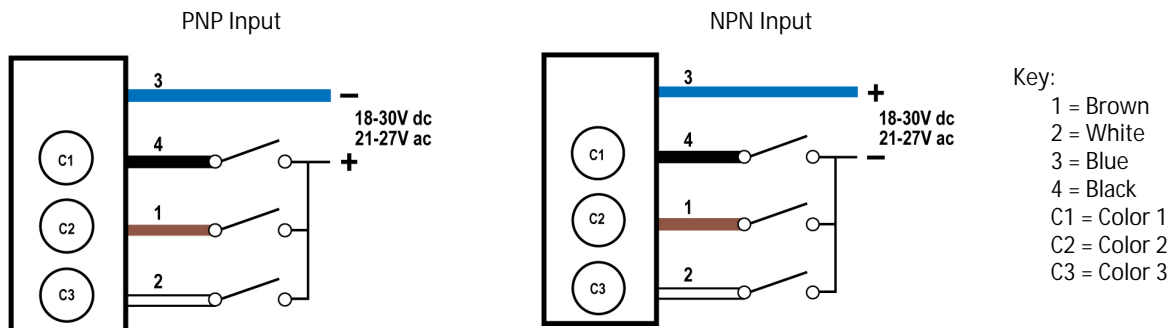 PNP Input
3
−
18-30V dc
21-27V ac
4
C1
+
1
C2
2
C3
NPN Input
3
+
18-30V dc
21-27V ac
4
C1
−
1
C2
2
C3
Key:
1 = Brown
2 = White
3 = Blue
4 = Black
C1 = Color 1
C2 = Color 2
C3 = Color 3